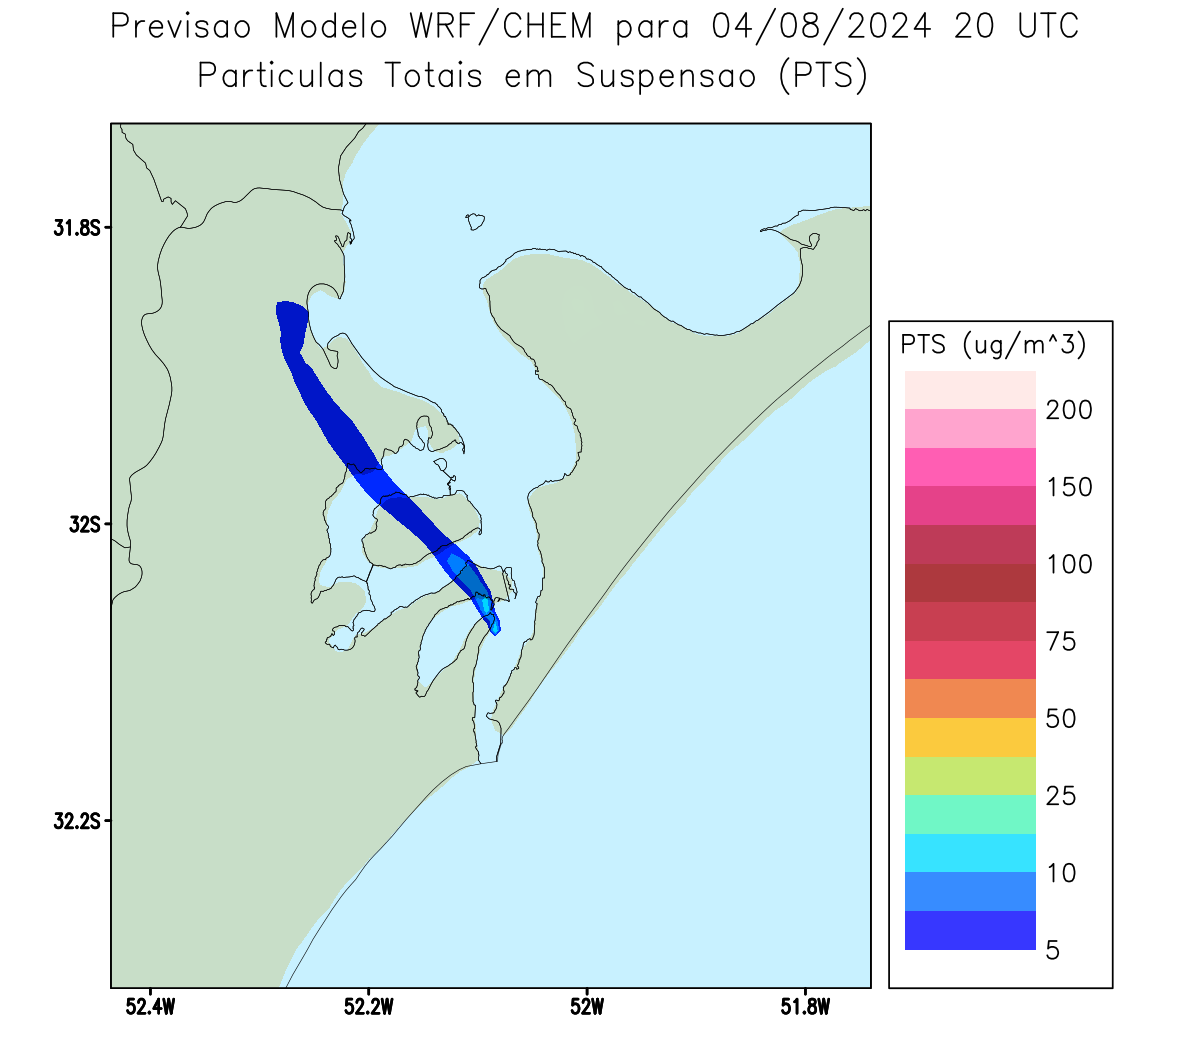 Previsao Modelo WRF/CHEM para 04/08/2024 20 UTC
Particulas Totais em Suspensao (PTS)
31.8S
32S
32.2S
52.4W
52.2W
52W
51.8W
PTS (ug/m^3)
200
150
100
75
50
25
10
5